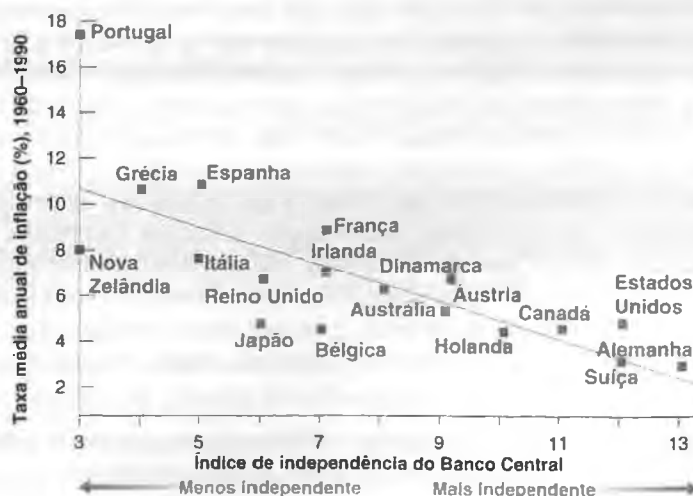 Taxa média anual de inflação (%), 1960–1990
18
16
14
12
10
8
6
4
2
Portugal
Grécia
Espanha
França
Irlanda
Nova
Zelândia
Itália
Dinamarca
Reino Unido
Áustria
Austrália
Estados
Unidos
Canadá
Japão
Bélgica
Holanda
Alemanha
Suíça
3 5 7 9 11 13
Índice de independência do Banco Central
Menos independente Mais independente